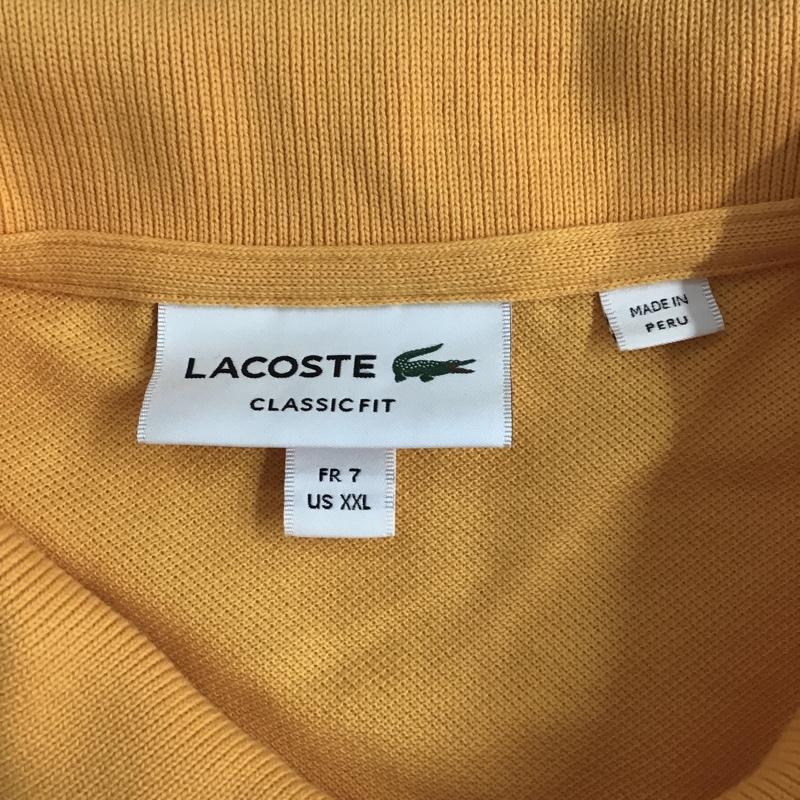 LACOSTE
CLASSIC FIT
FR 7
US XXL
MADE IN
PERU